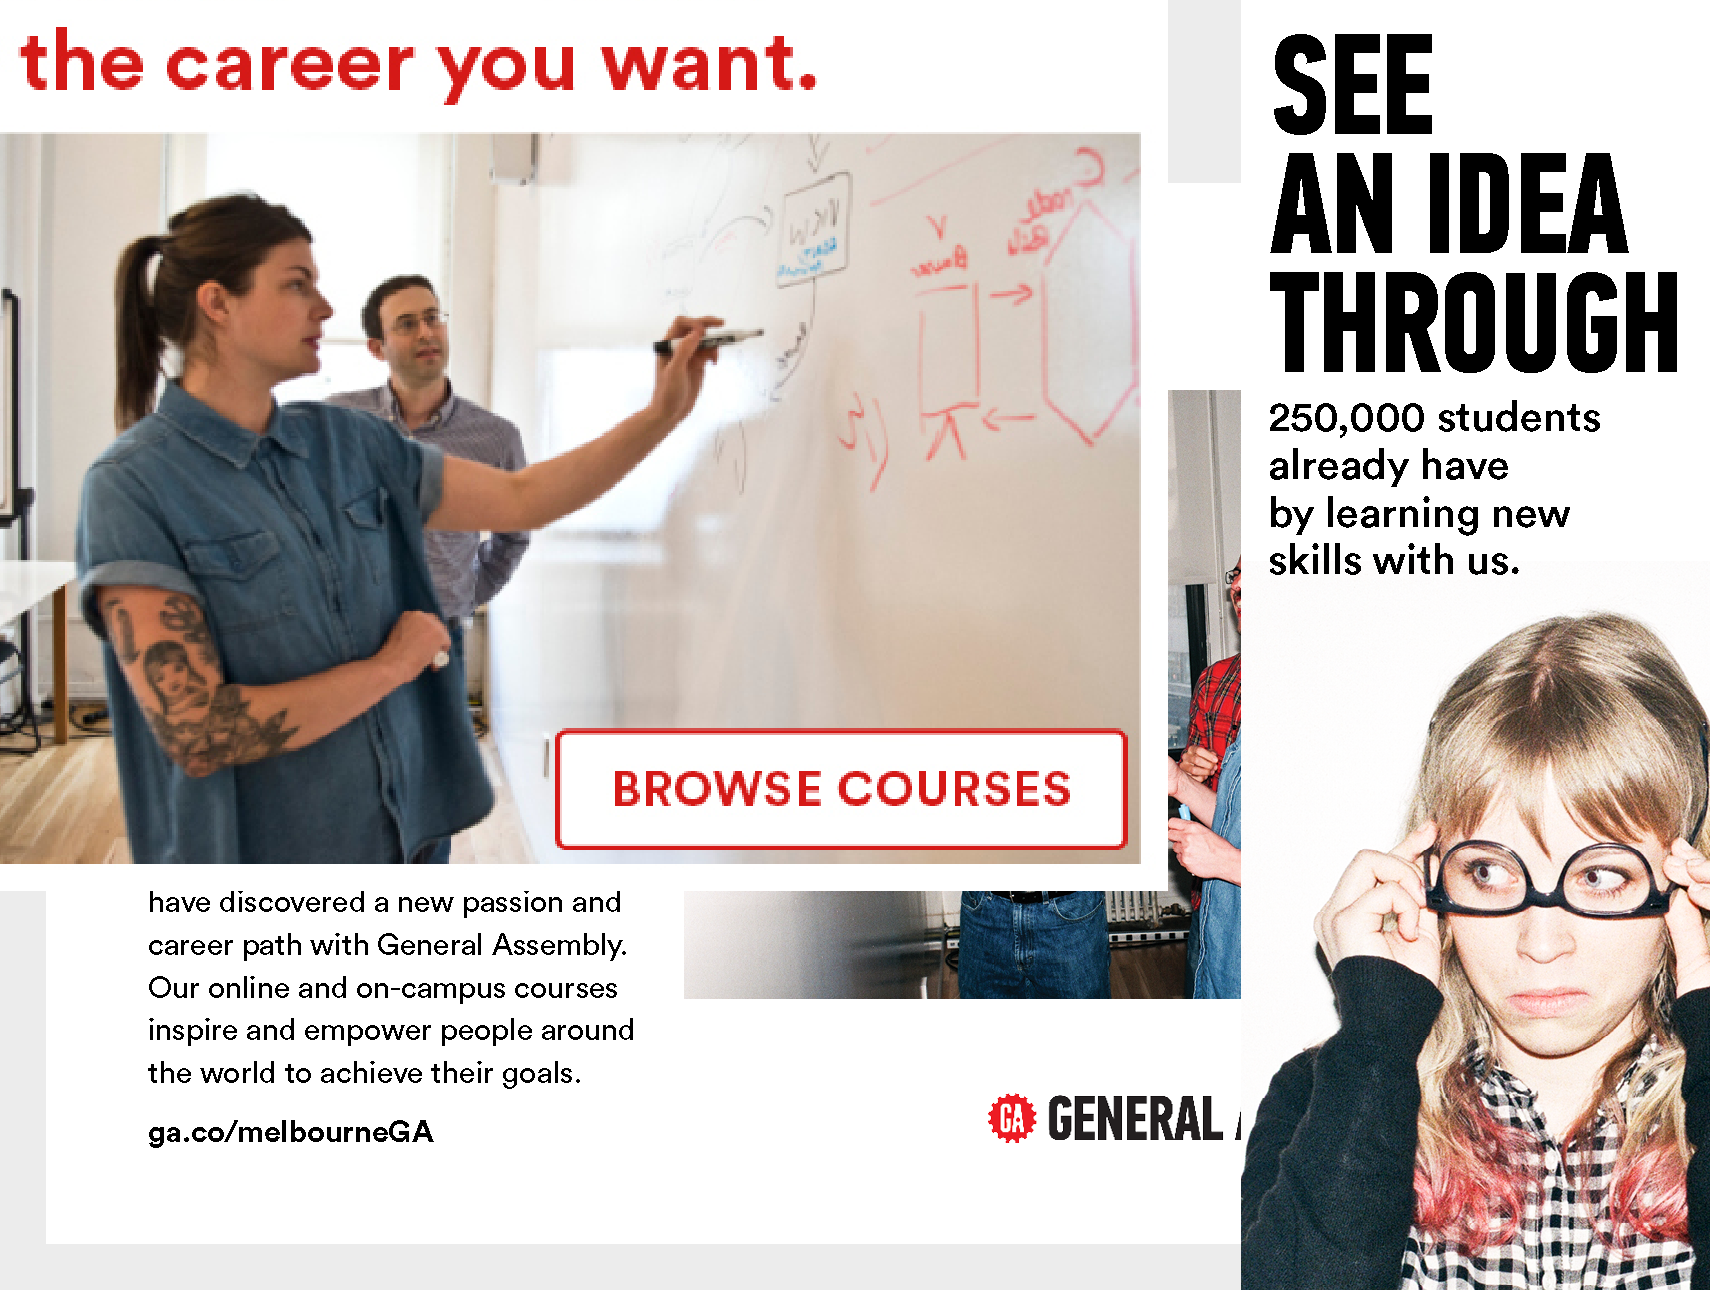 the career you want.
BROWSE COURSES
have discovered a new passion and
career path with General Assembly.
Our online and on-campus courses
inspire and empower people around
the world to achieve their goals.
ga.co/melbourneGA
GA GENERAL
SEE
AN IDEA
THROUGH
250,000 students
already have
by learning new
skills with us.